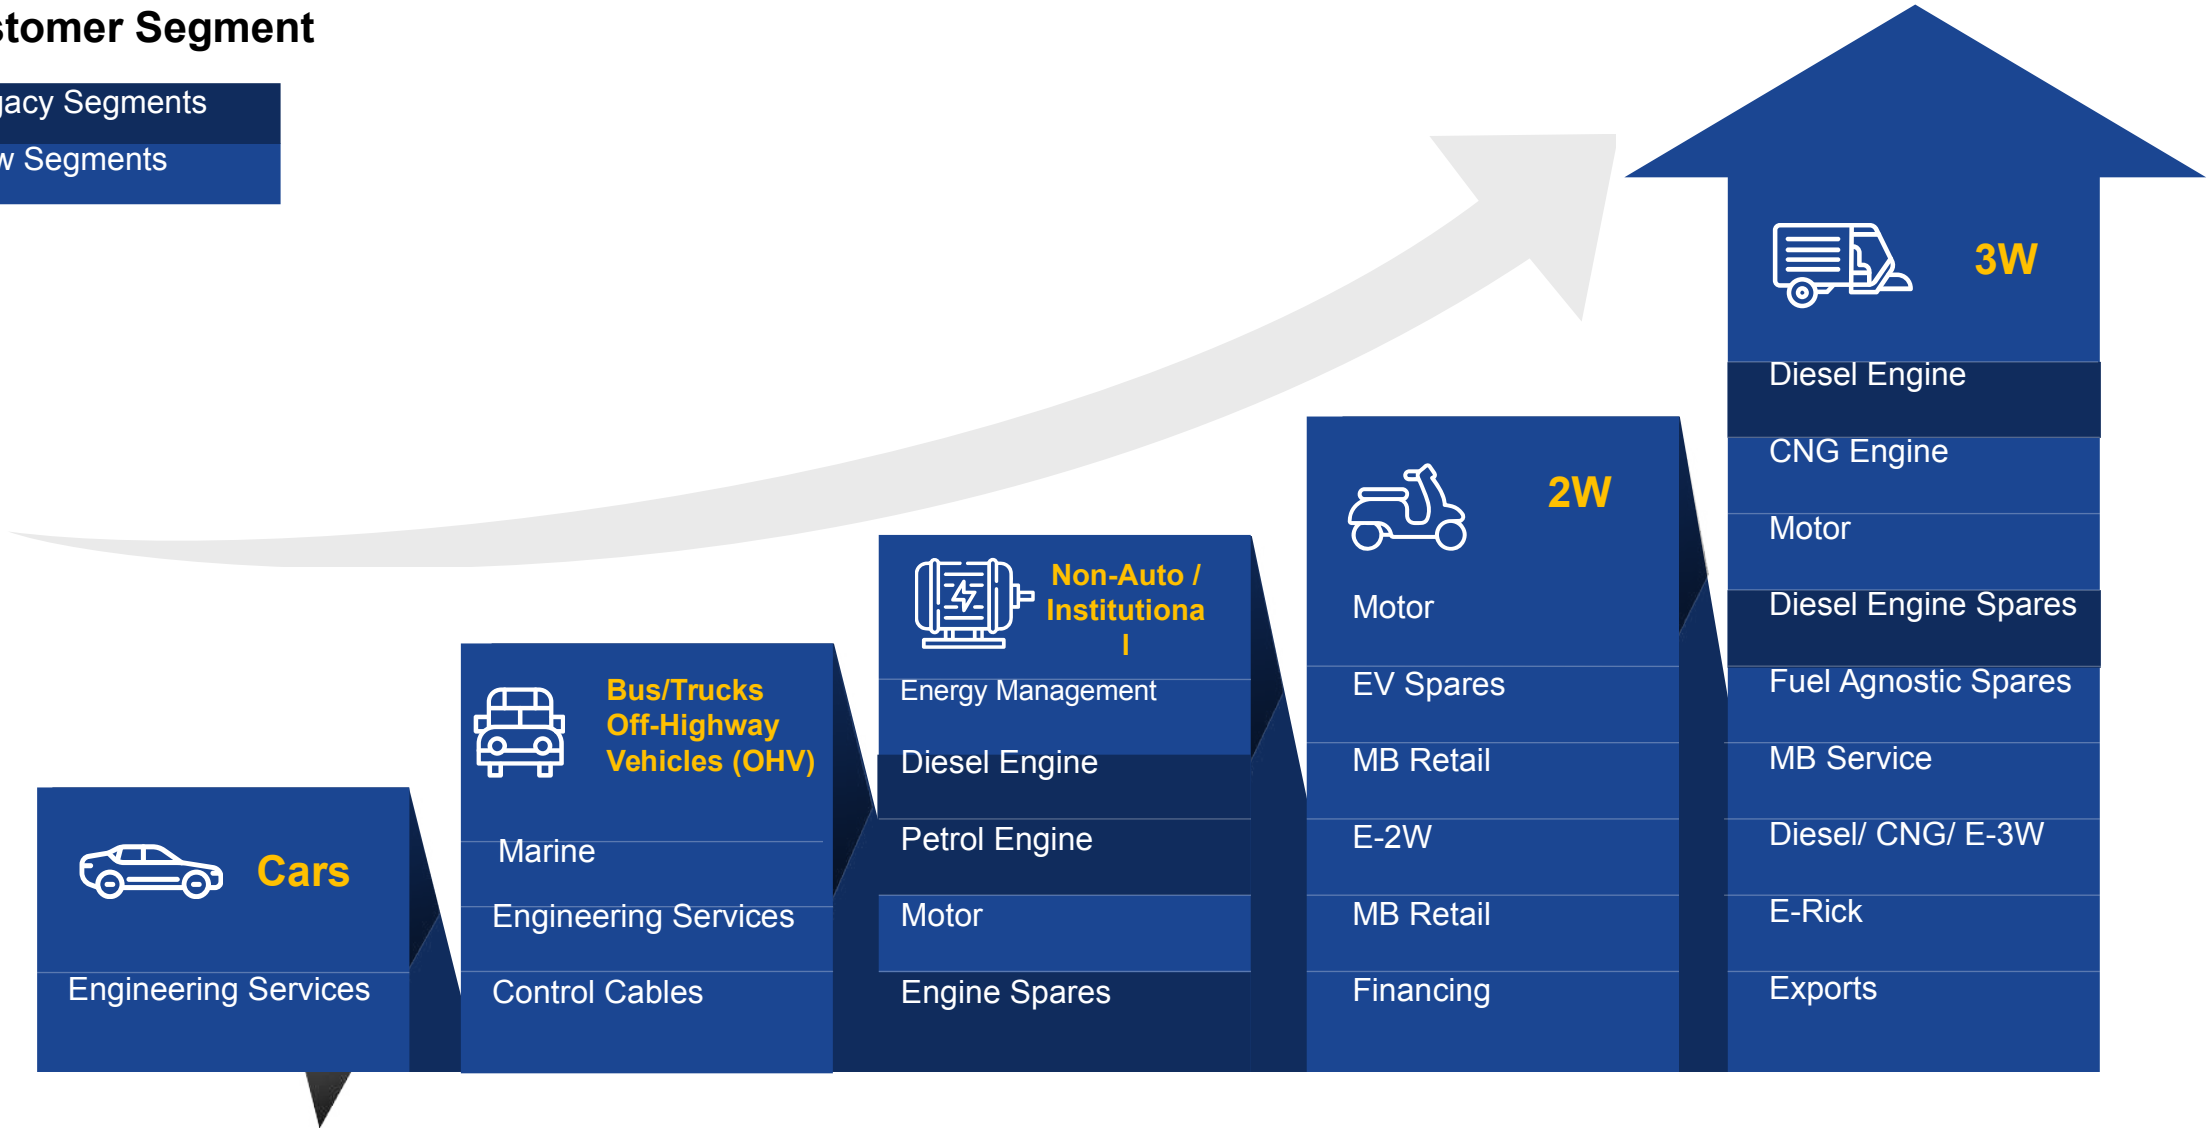 stomer Segment
gacy Segments
w Segments
Cars
Engineering Services
Bus/Trucks
Off-Highway
Vehicles (OHV)
Marine
Engineering Services
Control Cables
Non-Auto /
Institutiona
l
Energy Management
Diesel Engine
Petrol Engine
Motor
Engine Spares
2W
Motor
EV Spares
MB Retail
E-2W
MB Retail
Financing
3W
Diesel Engine
CNG Engine
Motor
Diesel Engine Spares
Fuel Agnostic Spares
MB Service
Diesel/ CNG/ E-3W
E-Rick
Exports